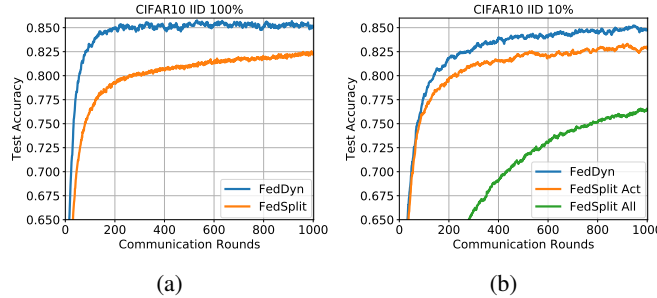 CIFAR10 IID 100%
0.850
0.825
0.800
0.775
0.750
0.725
0.700
0.675
0.650
Test Accuracy
0 200 400 600 800 1000
Communication Rounds
FedDyn
FedSplit
(a)
CIFAR10 IID 10%
0.850
0.825
0.800
0.775
0.750
0.725
0.700
0.675
0.650
Test Accuracy
0 200 400 600 800 1000
Communication Rounds
FedDyn
FedSplit Act
FedSplit All
(b)